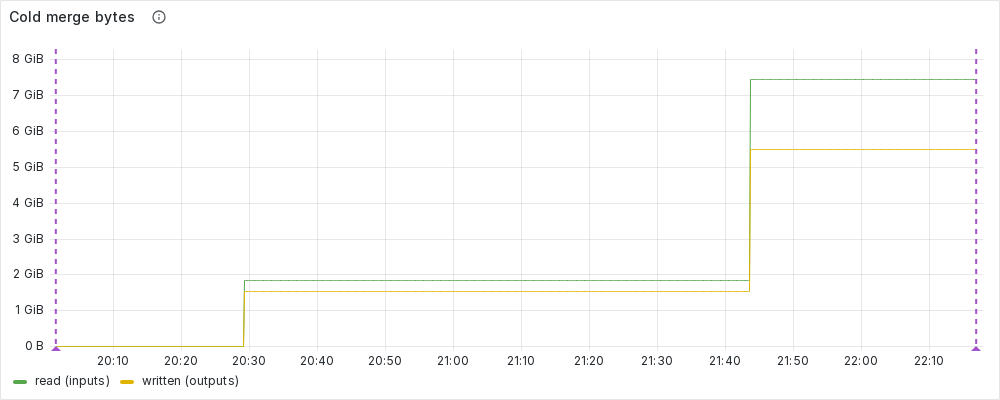 Cold merge bytes
8 GiB
7 GiB
6 GiB
5 GiB
4 GiB
3 GiB
2 GiB
1 GiB
0 B
20:10 20:20 20:30 20:40 20:50 21:00 21:10 21:20 21:30 21:40 21:50 22:00 22:10
read (inputs) written (outputs)